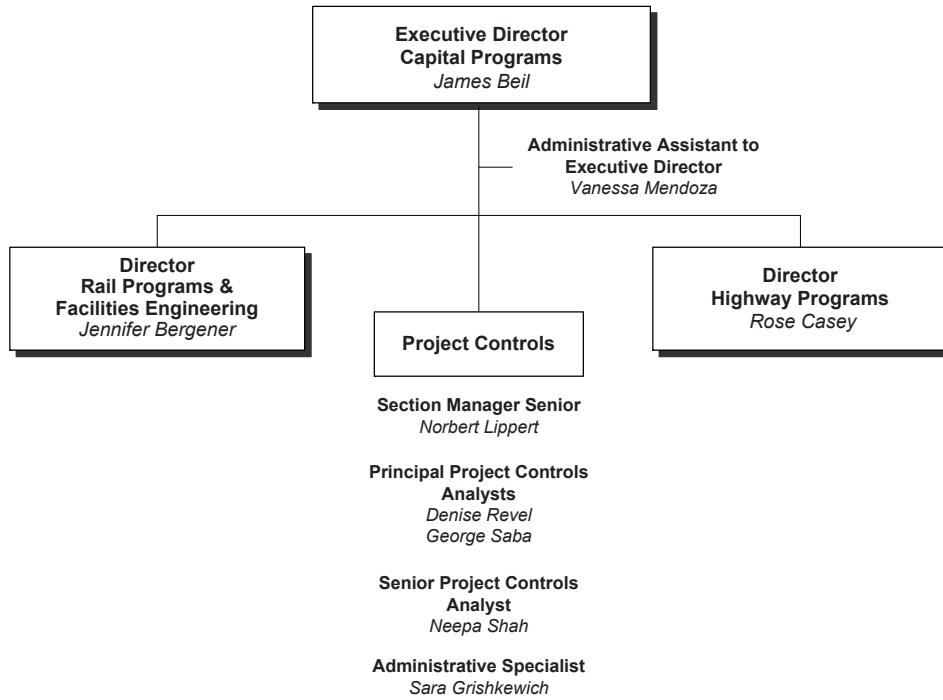 Executive Director
Capital Programs
James Beil
Administrative Assistant to
Executive Director
Vanessa Mendoza
Director
Rail Programs &
Facilities Engineering
Jennifer Bergener
Project Controls
Director
Highway Programs
Rose Casey
Section Manager Senior
Norbert Lippert
Principal Project Controls
Analysts
Denise Revel
George Saba
Senior Project Controls
Analyst
Neepa Shah
Administrative Specialist
Sara Grishkewich